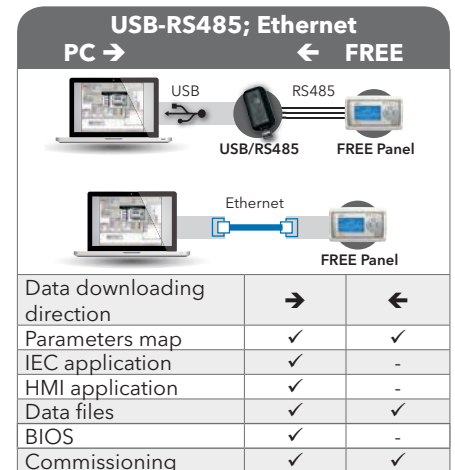 USB-RS485; Ethernet
PC → ← FREE
USB RS485
USB/RS485 FREE Panel
Ethernet
FREE Panel
Data downloading
direction → ←
Parameters map ✓ ✓
IEC application ✓ -
HMI application ✓ -
Data files ✓ ✓
BIOS ✓ -
Commissioning ✓ ✓